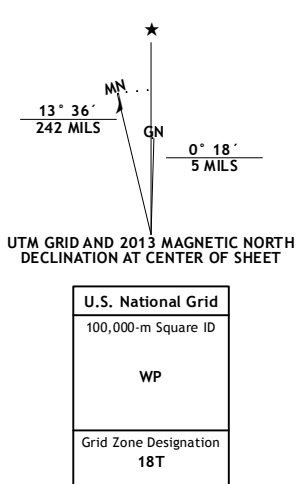 ★
MN
13° 36´
242 MILS
GN
0° 18´
5 MILS
UTM GRID AND 2013 MAGNETIC NORTH
DECLINATION AT CENTER OF SHEET
U.S. National Grid
100,000-m Square ID
WP
Grid Zone Designation
18T